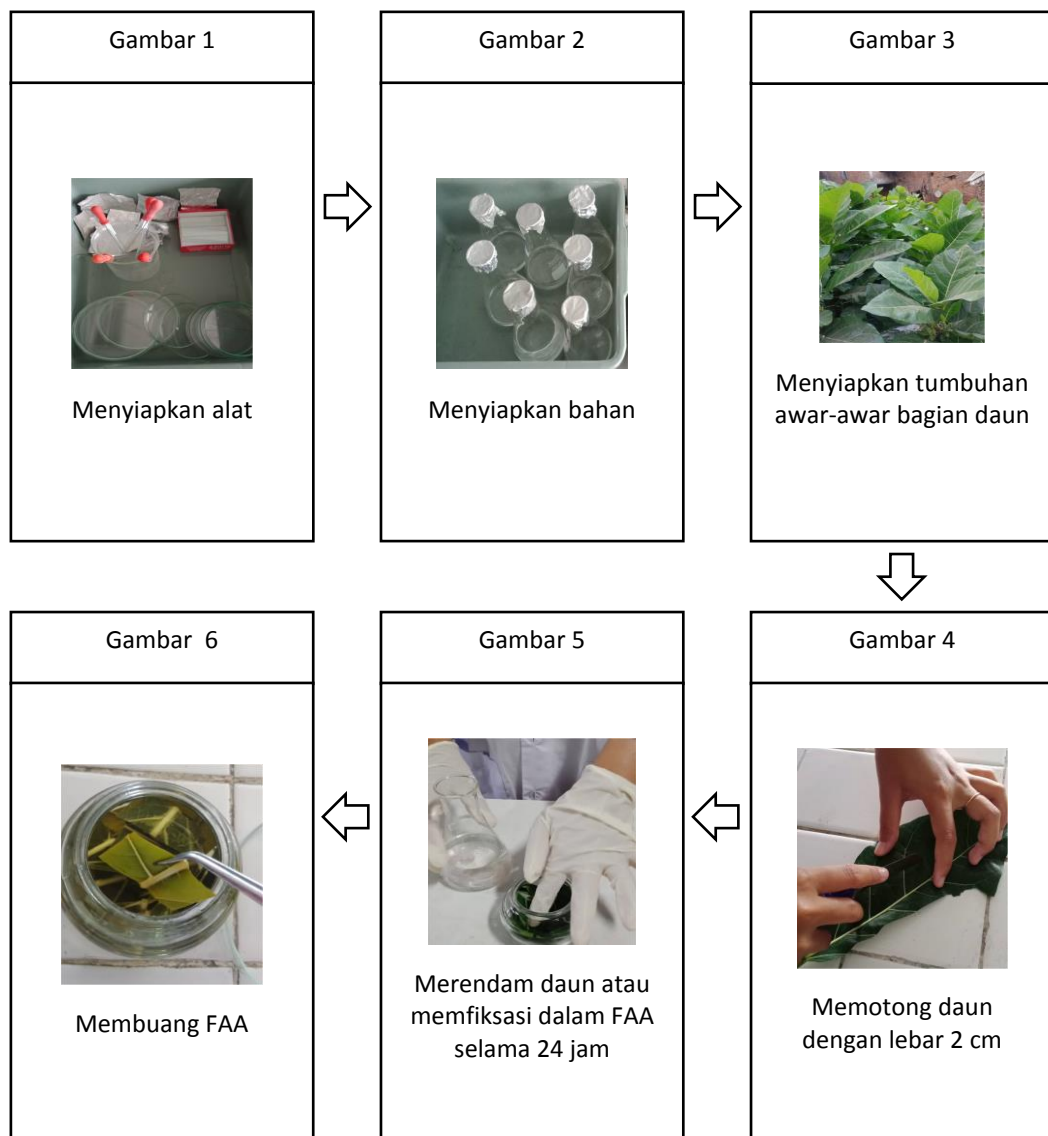 Gambar 1
Menyiapkan alat
Gambar 2
Menyiapkan bahan
Gambar 3
Menyiapkan tumbuhan
awar-awar bagian daun
Gambar 4
Memotong daun
dengan lebar 2 cm
Gambar 5
Merendam daun atau
memfiksasi dalam FAA
selama 24 jam
Gambar 6
Membuang FAA